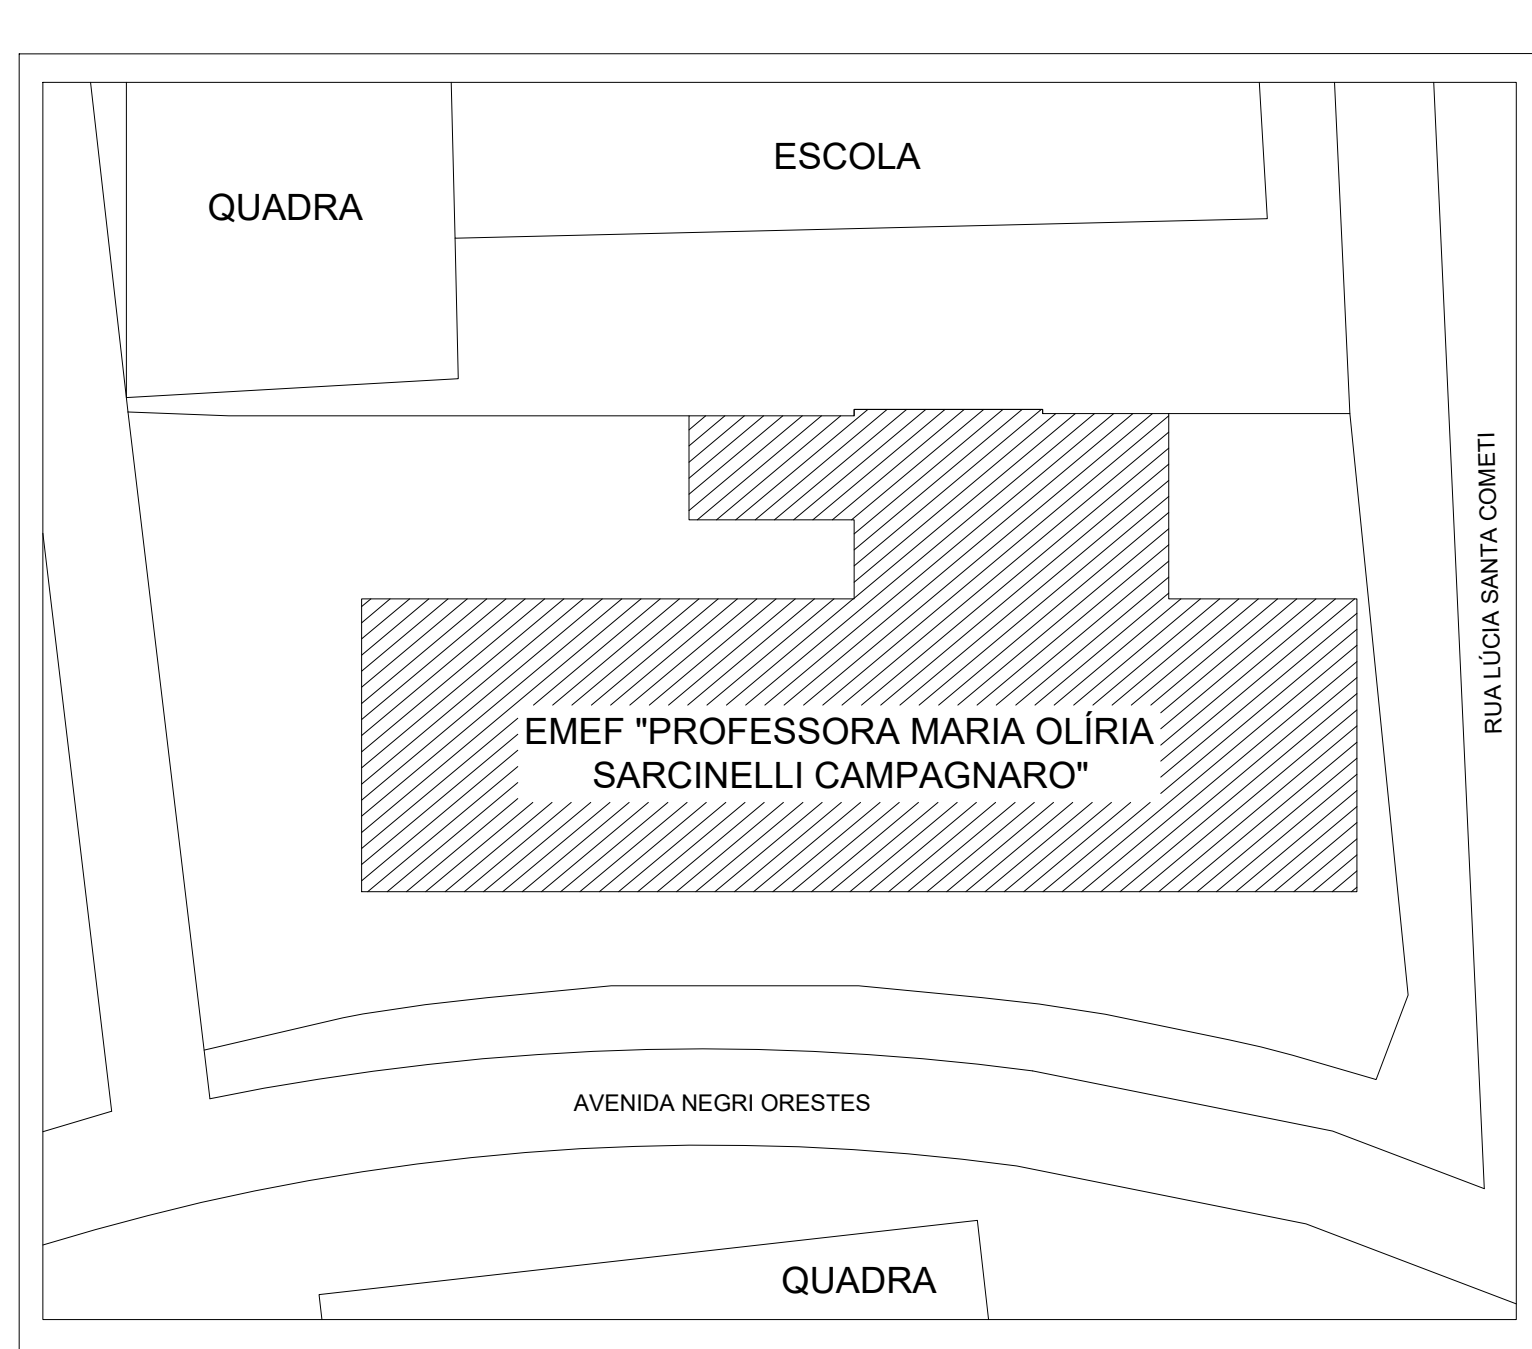 ESCOLA
QUADRA
RUA LÚCIA SANTA COMETI
EMEF "PROFESSORA MARIA OLÍRIA
SARCINELLI CAMPAGNARO"
AVENIDA NEGRI ORESTES
QUADRA